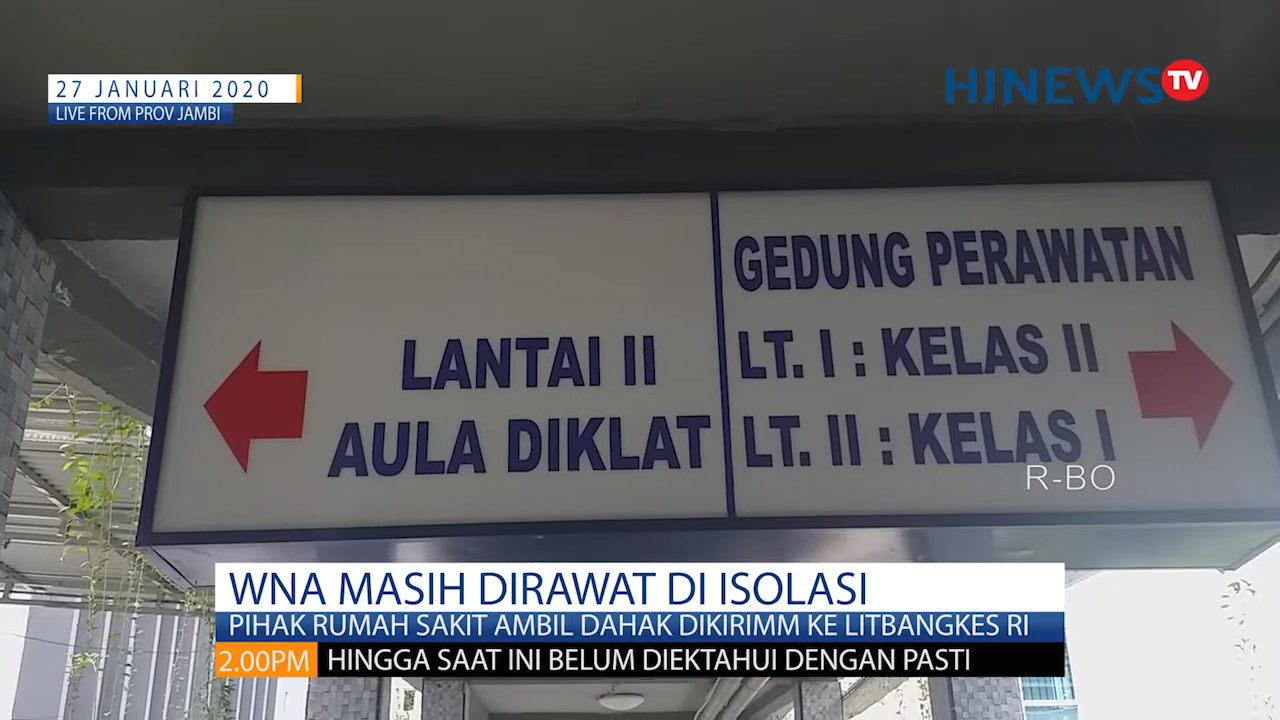 27 JANUARI 2020
LIVE FROM PROV JAMBI
HJNEWS TV
GEDUNG PERAWATAN
LANTAI II
AULA DIKLAT
LT. I : KELAS II
LT. II : KELAS I
R-BO
WNA MASIH DIRAWAT DI ISOLASI
PIHAK RUMAH SAKIT AMBIL DAHAK DIKIRIMM KE LITBANGKES RI
2.00PM HINGGA SAAT INI BELUM DIEKTAHUI DENGAN PASTI